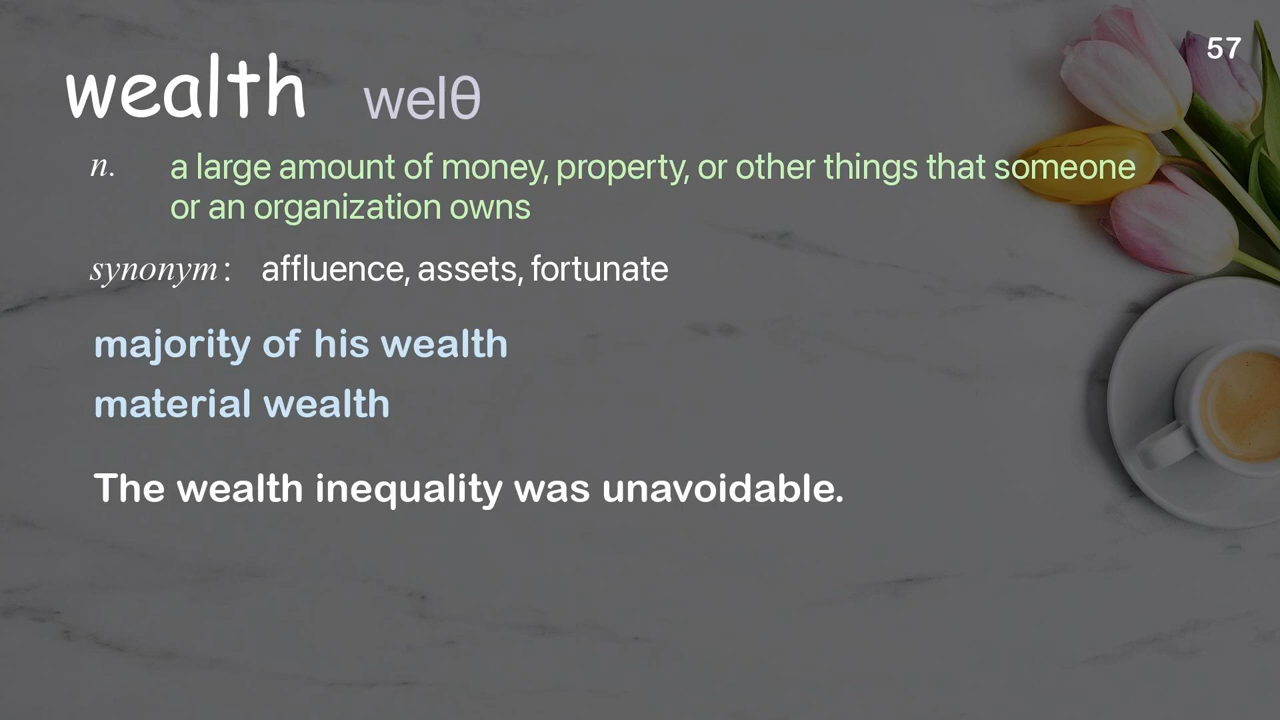 57
wealth welθ
n. a large amount of money, property, or other things that someone
or an organization owns
synonym: affluence, assets, fortunate
majority of his wealth
material wealth
The wealth inequality was unavoidable.